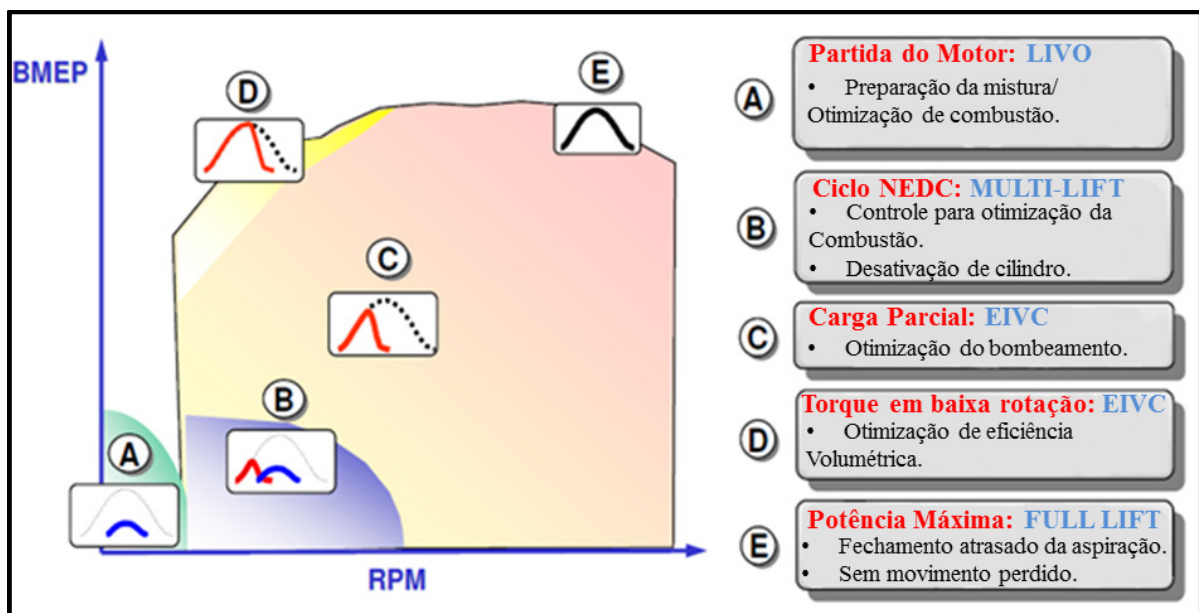 BMEP
D
E
C
B
A
RPM
A
Partida do Motor: LIVO
• Preparação da mistura/
Otimização de combustão.
B
Ciclo NEDC: MULTI-LIFT
• Controle para otimização da
Combustão.
• Desativação de cilindro.
C
Carga Parcial: EIVC
• Otimização do bombeamento.
D
Torque em baixa rotação: EIVC
• Otimização de eficiência
Volumétrica.
E
Potência Máxima: FULL LIFT
• Fechamento atrasado da aspiração.
• Sem movimento perdido.